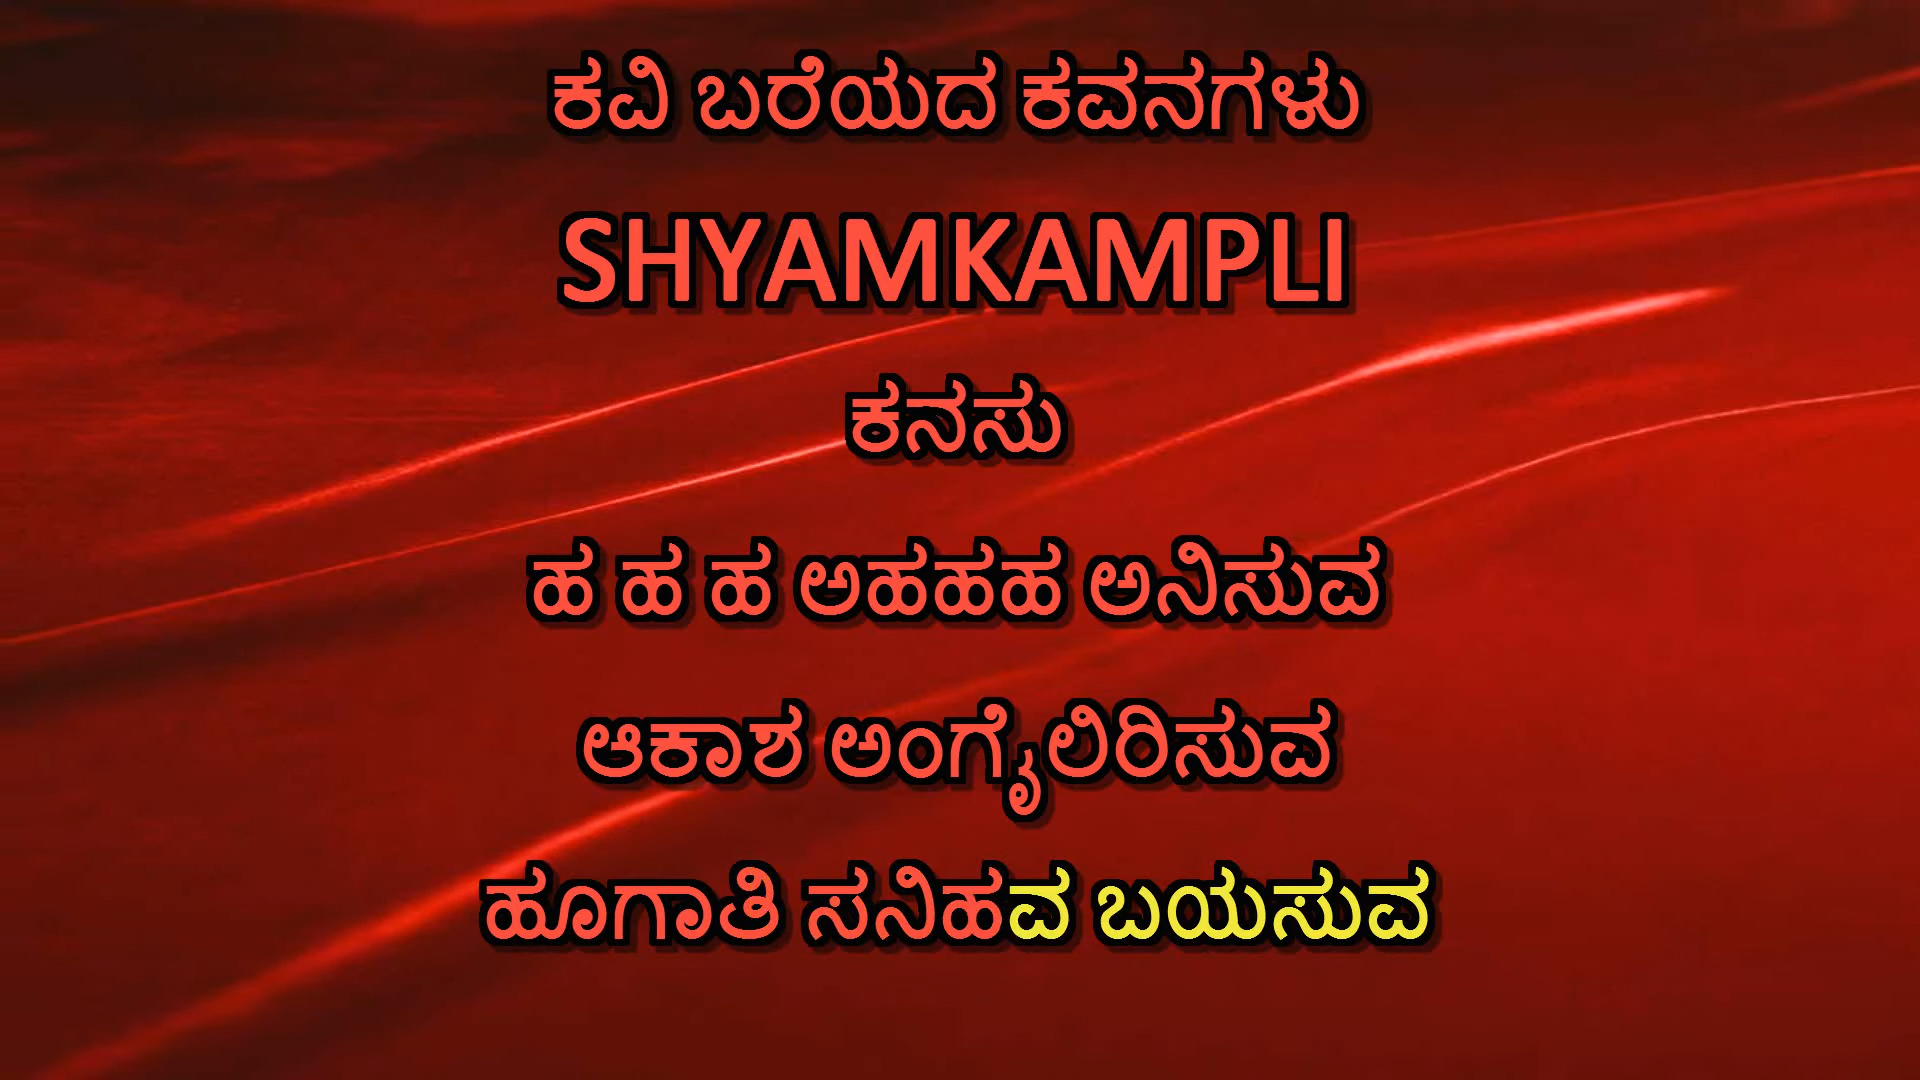 ಕವಿ ಬರೆಯದ ಕವನಗಳು
SHYAMKAMPLI
ಕನಸು
ಹ ಹ ಹ ಅಹಹಹ ಅನಿಸುವ
ಆಕಾಶ ಅಂಗೈಲಿರಿಸುವ
ಹೂಗಾತಿ ಸನಿಹವ ಬಯಸುವ